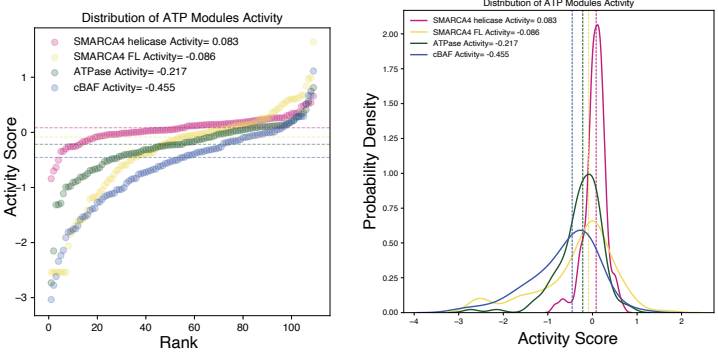 Distribution of ATP Modules Activity
SMARCA4 helicase Activity= 0.083
SMARCA4 FL Activity= -0.086
ATPase Activity= -0.217
cBAF Activity= -0.455
Activity Score
1
0
−1
−2
−3
0 20 40 60 80 100
Rank
Distribution of ATP Modules Activity
SMARCA4 helicase Activity= 0.083
SMARCA4 FL Activity= -0.086
ATPase Activity= -0.217
cBAF Activity= -0.455
Probability Density
2.00
1.75
1.50
1.25
1.00
0.75
0.50
0.25
0.00
−4 −3 −2 −1 0 1 2
Activity Score